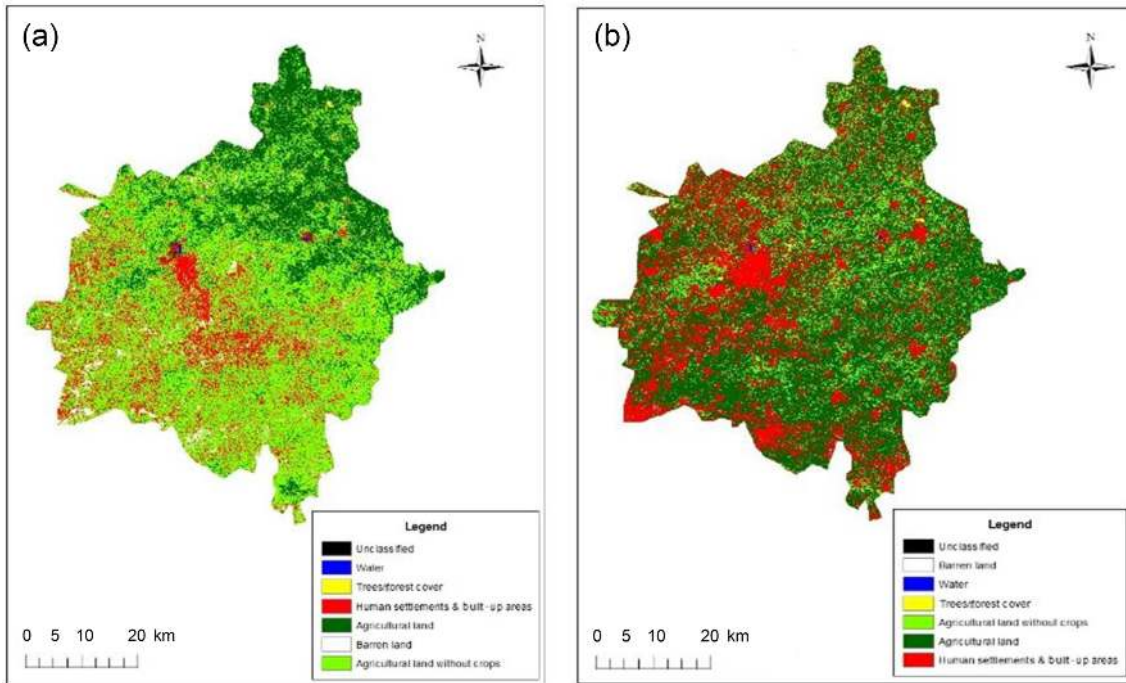 (a)
N
Legend
Unclassified
Water
Trees/forest cover
Human settlements & built-up areas
Agricultural land
Barren land
Agricultural land without crops
0 5 10 20 km
(b)
N
Legend
Unclassified
Barren land
Water
Trees/forest cover
Agricultural land without crops
Agricultural land
Human settlements & built-up areas
0 5 10 20 km